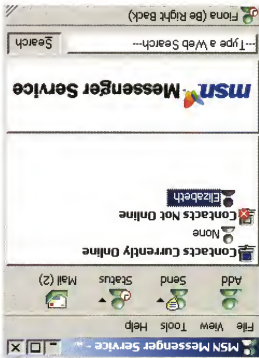 MSN Messenger Service -
File View Tools Help
Add Send Status Mail (2)
Contacts Currently Online
None
Contacts Not Online
Elizabeth
msn Messenger Service
---Type a Web Search--- Search
Fiona (Be Right Back)